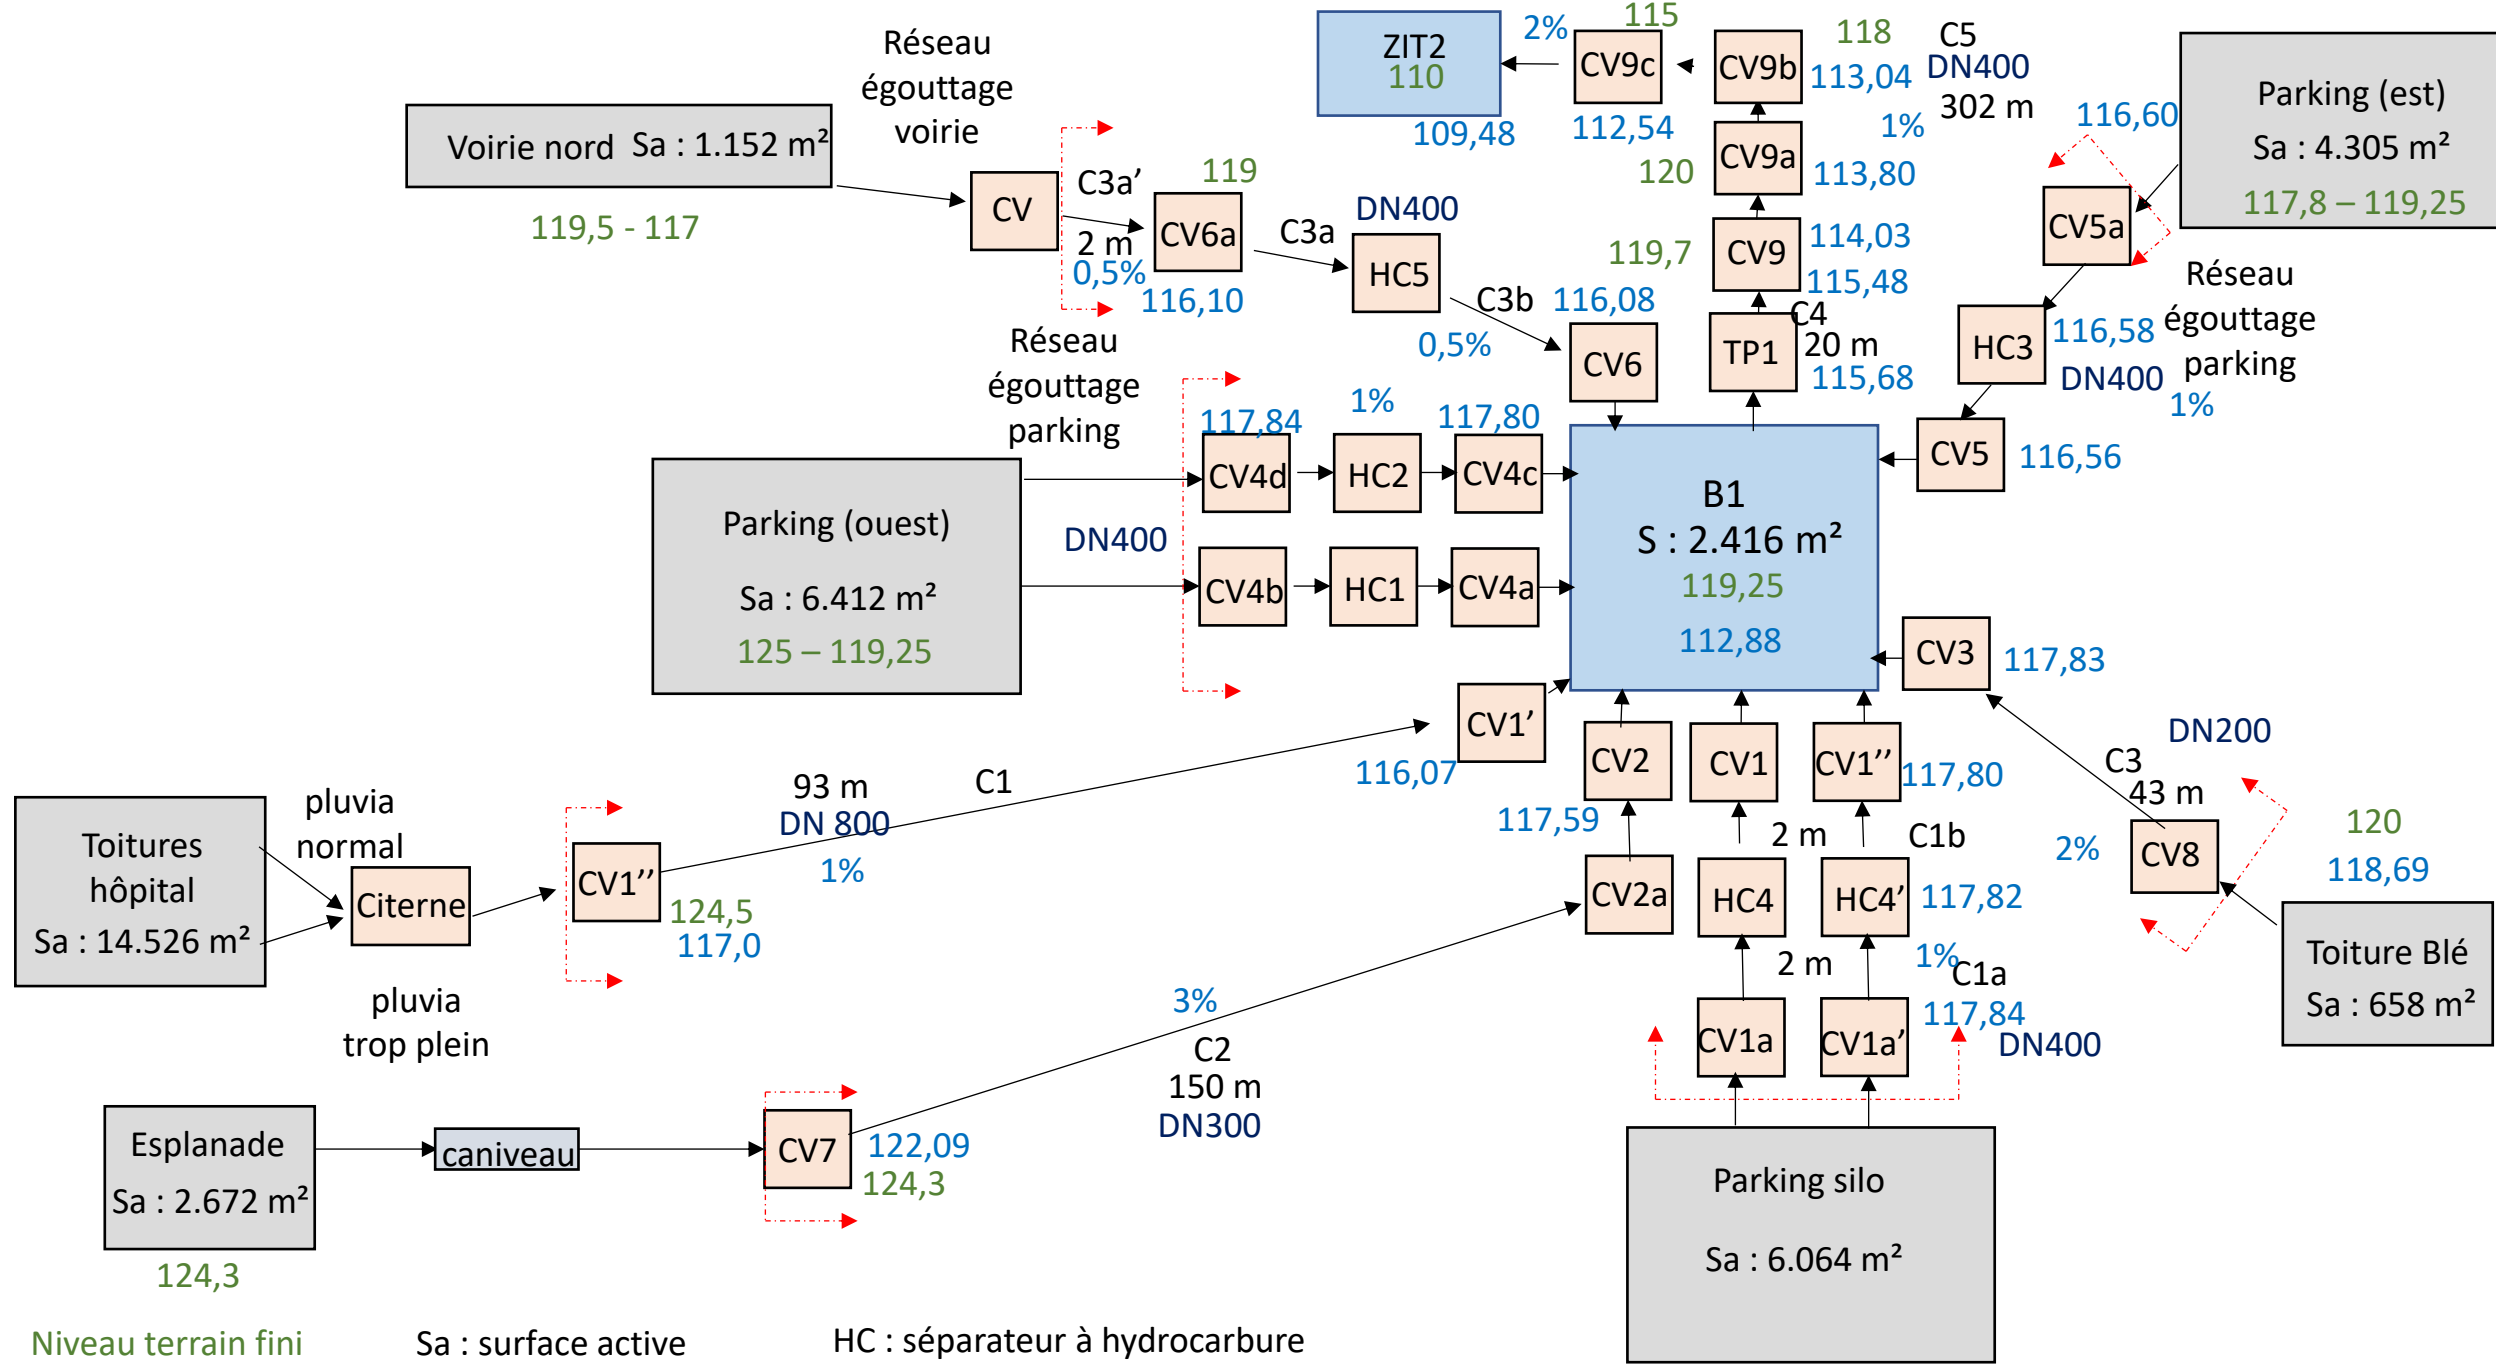 Réseau
égouttage
voirie
Voirie nord
Sa : 1.152 m²
119,5 - 117
CV
C3a’
2 m
0,5%
119
CV6a
116,10
C3a
DN400
HC5
C3b
0,5%
116,08
CV6
ZIT2
110
109,48
2%
115
CV9c
112,54
118
CV9b
113,04
C5
DN400
302 m
1%
120
CV9a
113,80
119,7
CV9
114,03
115,48
C4
20 m
TP1
115,68
Parking (est)
Sa : 4.305 m²
117,8 – 119,25
116,60
CV5a
Réseau
égouttage
parking
HC3
116,58
DN400
1%
CV5
116,56
Réseau
égouttage
parking
117,84
1%
117,80
CV4d
HC2
CV4c
Parking (ouest)
Sa : 6.412 m²
125 – 119,25
DN400
CV4b
HC1
CV4a
B1
S : 2.416 m²
119,25
112,88
CV3
117,83
DN200
C3
43 m
2%
CV8
120
118,69
Toiture Blé
Sa : 658 m²
CV1’
116,07
CV2
117,59
CV1
CV1’’
117,80
Toitures
hôpital
Sa : 14.526 m²
pluvia
normal
Citerne
pluvia
trop plein
CV1’’
124,5
117,0
93 m
DN 800
1%
C1
CV2a
2 m
C1b
HC4
HC4’
117,82
2 m
1%
C1a
117,84
DN400
CV1a
CV1a’
3%
C2
150 m
DN300
Esplanade
Sa : 2.672 m²
124,3
caniveau
CV7
122,09
124,3
Parking silo
Sa : 6.064 m²
Niveau terrain fini
Sa : surface active
HC : séparateur à hydrocarbure